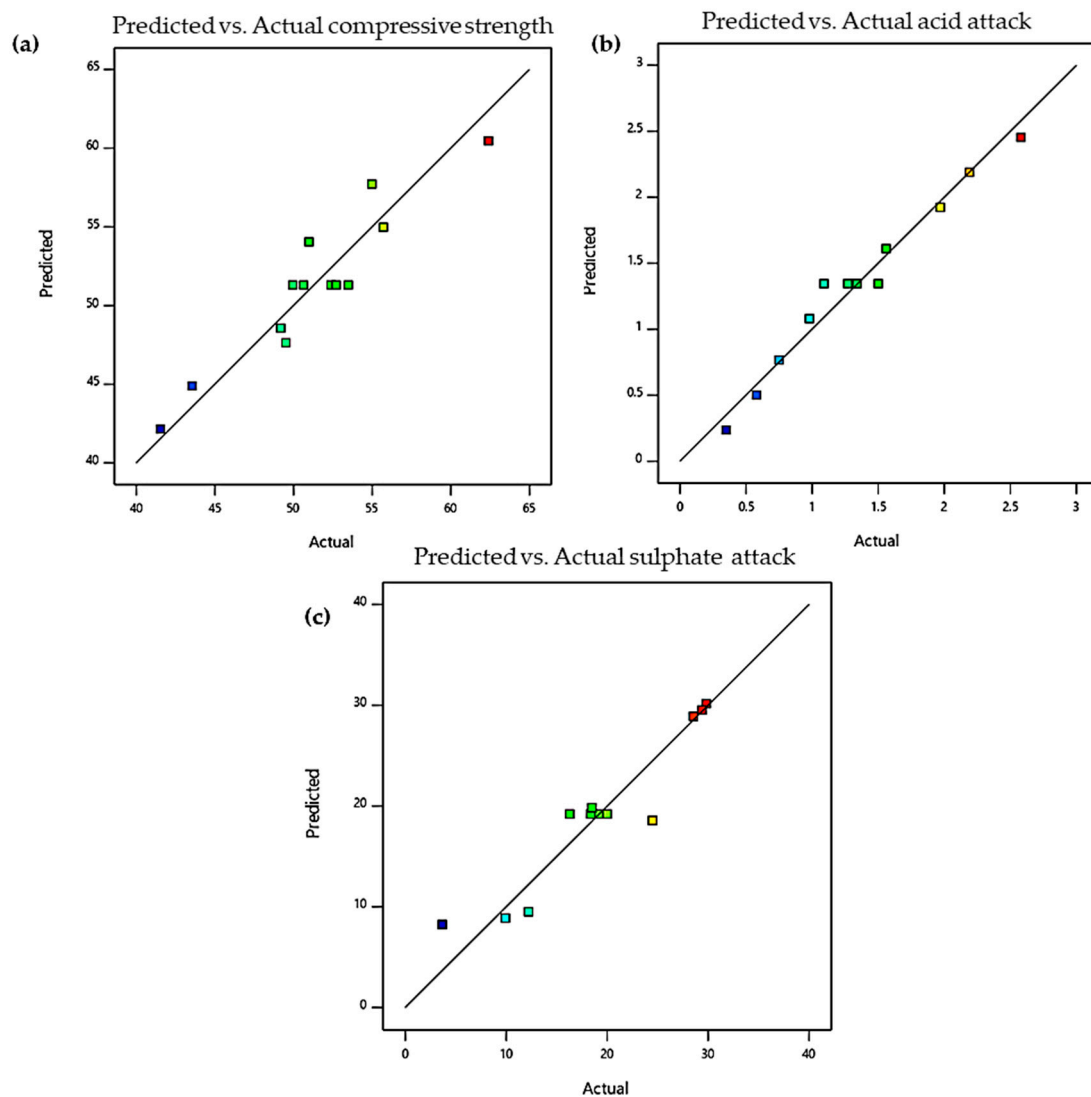 Predicted vs. Actual compressive strength
(a)
65
60
55
50
45
40
Predicted
40 45 50 55 60 65
Actual
Predicted vs. Actual acid attack
(b)
3
2.5
2
1.5
1
0.5
0
Predicted
0 0.5 1 1.5 2 2.5 3
Actual
Predicted vs. Actual sulphate attack
(c)
40
30
20
10
0
Predicted
0 10 20 30 40
Actual